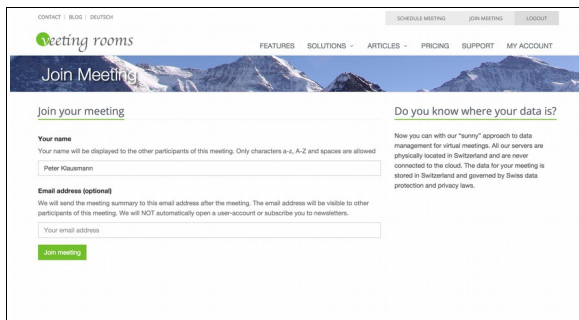 CONTACT | BLOG | DEUTSCH
SCHEDULE MEETING JOIN MEETING LOGOUT
veeting rooms
FEATURES SOLUTIONS ARTICLES PRICING SUPPORT MY ACCOUNT
Join Meeting
Join your meeting
Your name
Your name will be displayed to the other participants of this meeting. Only characters a-z, A-Z and spaces are allowed
Peter Klausmann
Email address (optional)
We will send the meeting summary to this email address after the meeting. The email address will be visible to other
participants of this meeting. We will NOT automatically open a user-account or subscribe you to newsletters.
Your email address
Join meeting
Do you know where your data is?
Now you can with our "sunny" approach to data
management for virtual meetings. All our servers are
physically located in Switzerland and are never
connected to the cloud. The data for your meeting is
stored in Switzerland and governed by Swiss data
protection and privacy laws.